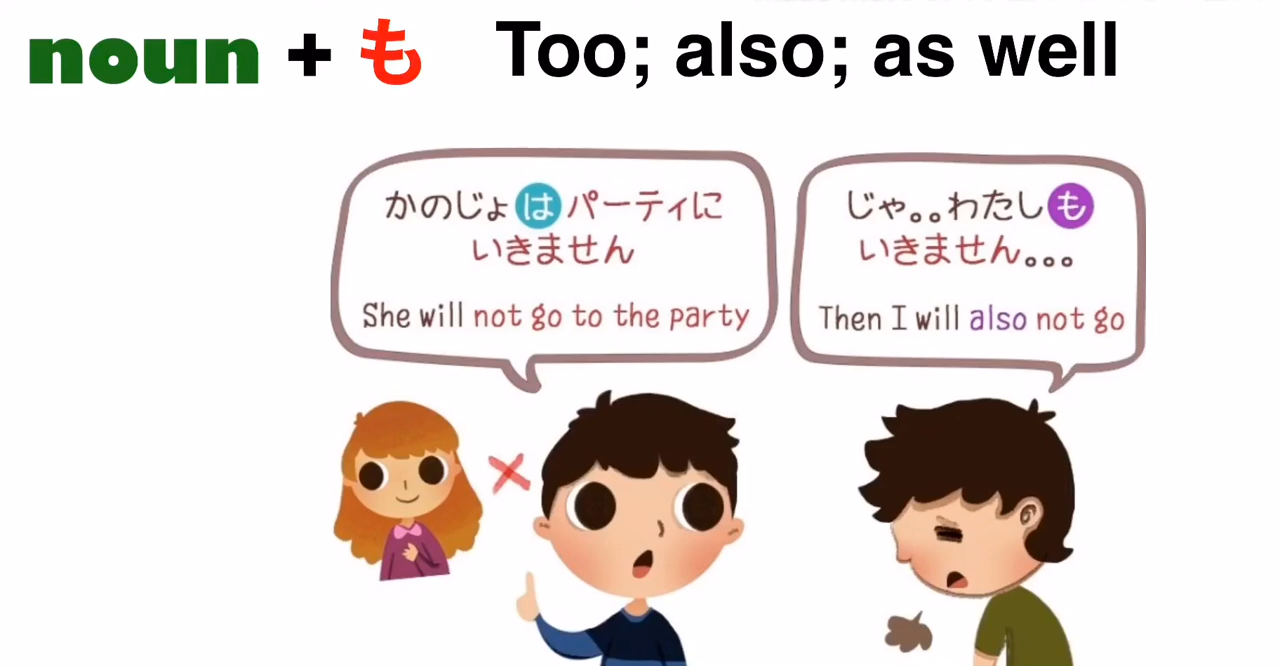 noun + も Too; also; as well
かのじょはパーティに
いきません
She will not go to the party
じゃ。。わたしも
いきません。。。
Then I will also not go